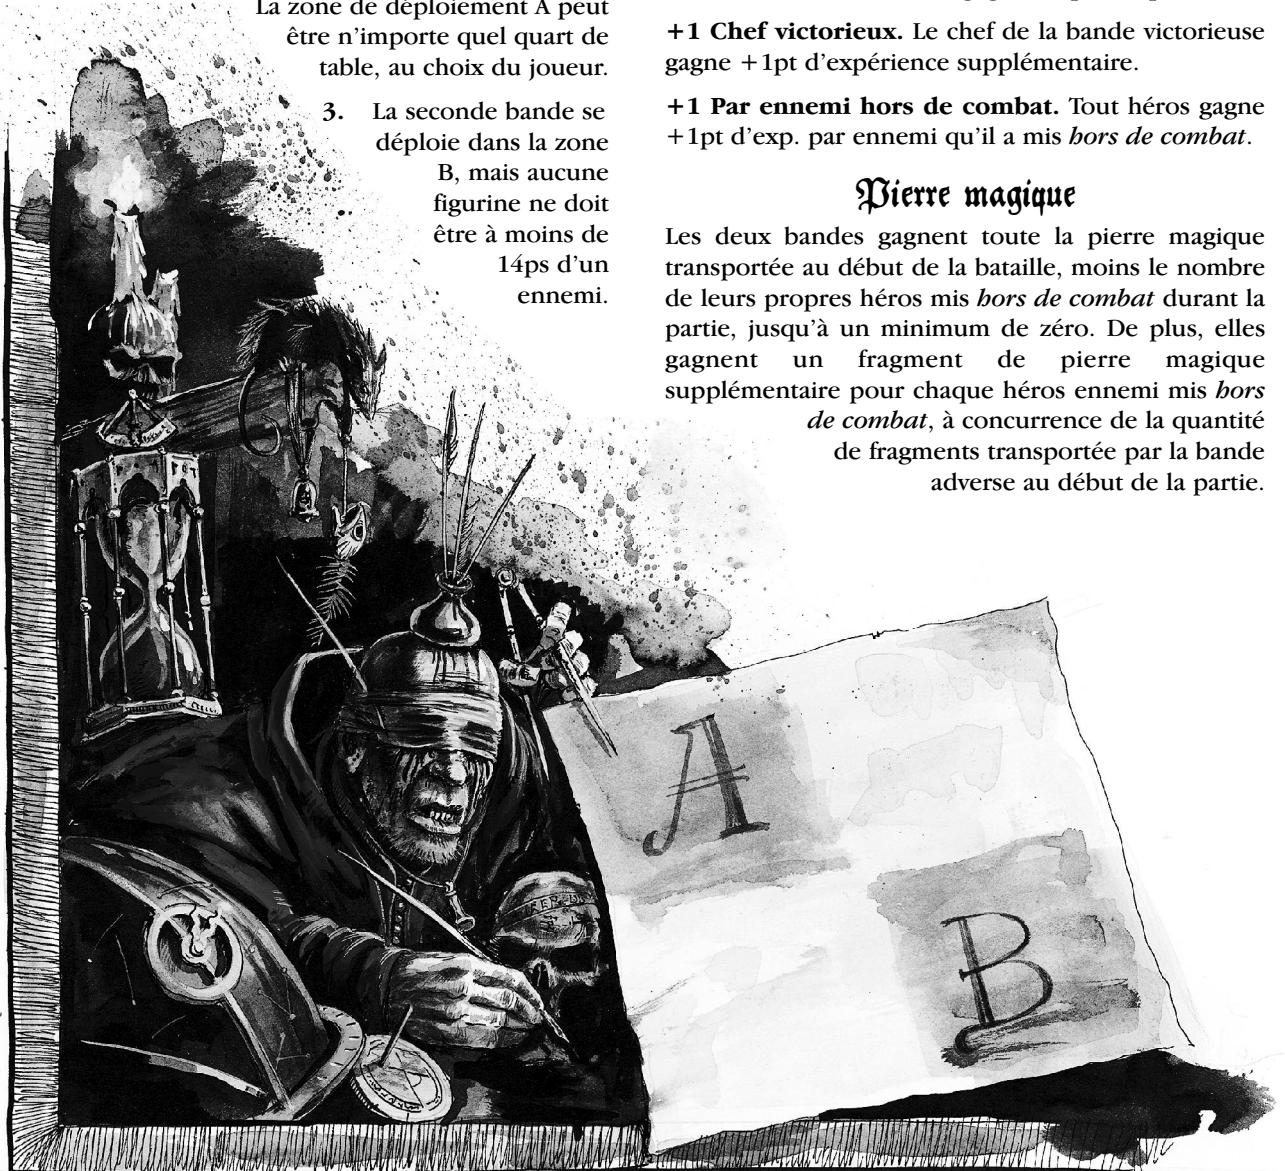 La zone de déploiement A peut
être n'importe quel quart de
table, au choix du joueur.
3. La seconde bande se
déploie dans la zone
B, mais aucune
figurine ne doit
être à moins de
14ps d'un
ennemi.
+1 Chef victorieux. Le chef de la bande victorieuse
gagne +1pt d'expérience supplémentaire.
+1 Par ennemi hors de combat. Tout héros gagne
+1pt d'exp. par ennemi qu'il a mis hors de combat.
Pierre magique
Les deux bandes gagnent toute la pierre magique
transportée au début de la bataille, moins le nombre
de leurs propres héros mis hors de combat durant la
partie, jusqu'à un minimum de zéro. De plus, elles
gagnent un fragment de pierre magique
supplémentaire pour chaque héros ennemi mis hors
de combat, à concurrence de la quantité
de fragments transportée par la bande
adverse au début de la partie.
A
B